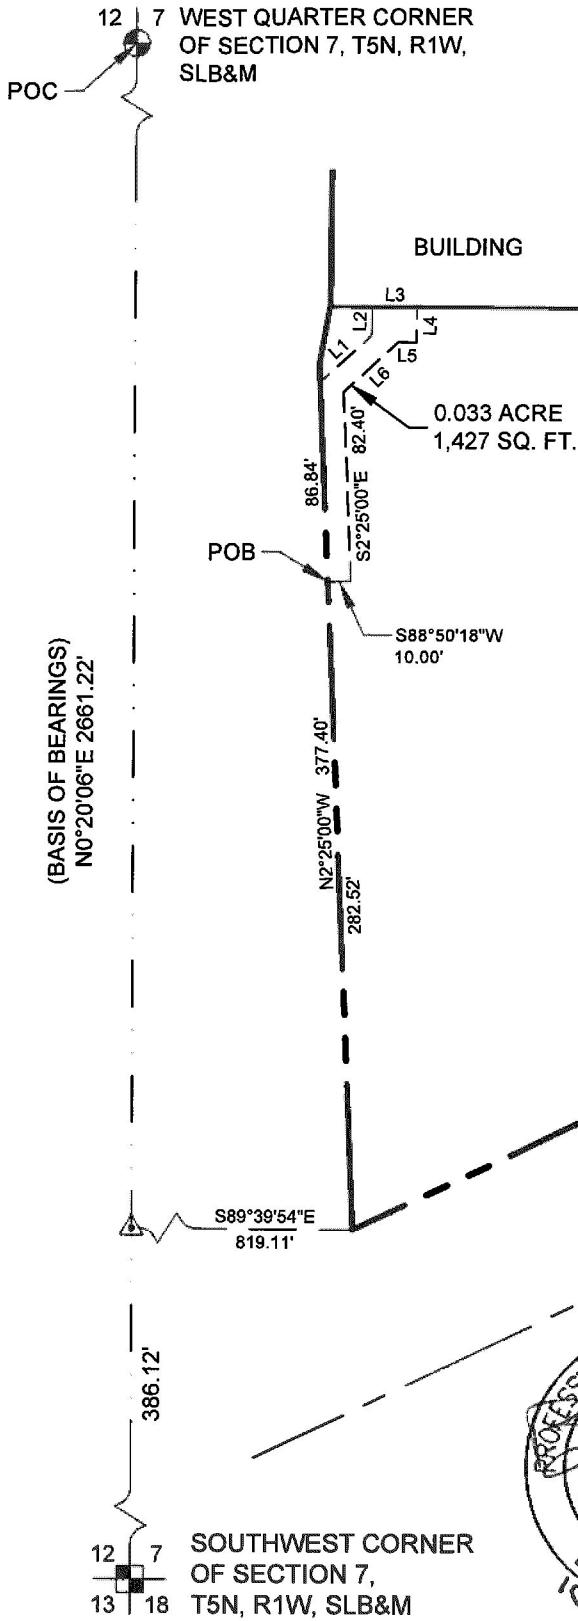 12 7 WEST QUARTER CORNER
OF SECTION 7, T5N, R1W,
SLB&M
POC
BUILDING
L3
L2
L4
L1
L5
L6
0.033 ACRE
1,427 SQ. FT.
82.40'
S2°25'00"E
86.84'
POB
S88°50'18"W
10.00'
(BASIS OF BEARINGS)
N0°20'06"E 2661.22'
377.40'
N2°25'00"W
282.52'
S89°39'54"E
819.11'
386.12'
PROFESS
12 7
13 18
SOUTHWEST CORNER
OF SECTION 7,
T5N, R1W, SLB&M